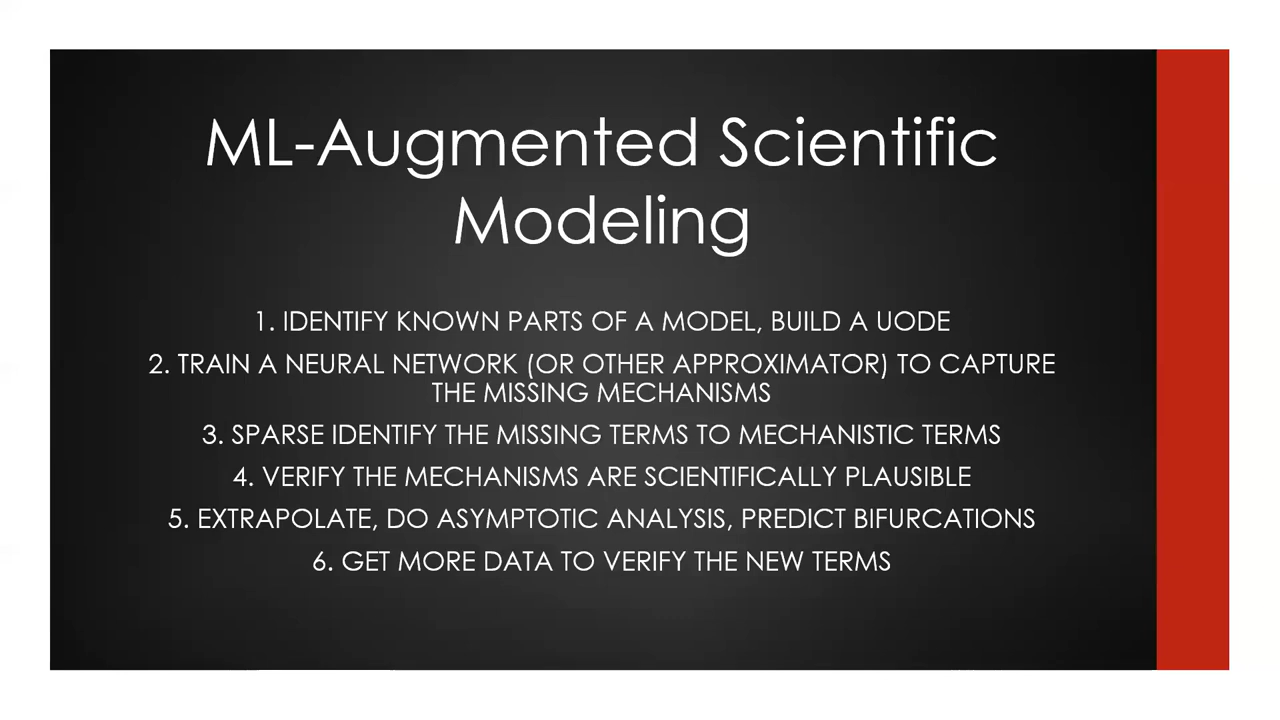 ML-Augmented Scientific
Modeling
1. IDENTIFY KNOWN PARTS OF A MODEL, BUILD A UODE
2. TRAIN A NEURAL NETWORK (OR OTHER APPROXIMATOR) TO CAPTURE
THE MISSING MECHANISMS
3. SPARSE IDENTIFY THE MISSING TERMS TO MECHANISTIC TERMS
4. VERIFY THE MECHANISMS ARE SCIENTIFICALLY PLAUSIBLE
5. EXTRAPOLATE, DO ASYMPTOTIC ANALYSIS, PREDICT BIFURCATIONS
6. GET MORE DATA TO VERIFY THE NEW TERMS